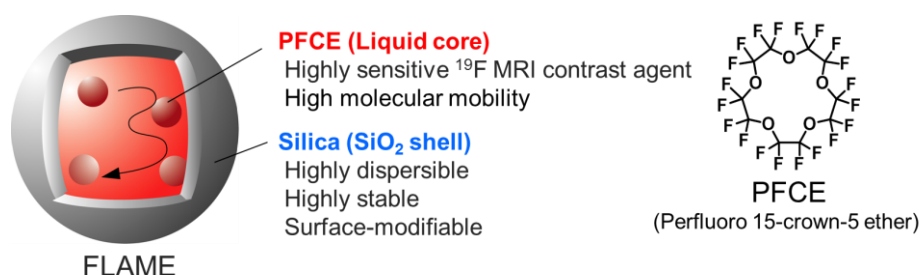 PFCE (Liquid core)
Highly sensitive ¹⁹F MRI contrast agent
High molecular mobility
Silica (SiO₂ shell)
Highly dispersible
Highly stable
Surface-modifiable
FLAME
F F F F
F F
F O F
F F
O O
F F
F F
F O O F
F F
F F F F
PFCE
(Perfluoro 15-crown-5 ether)